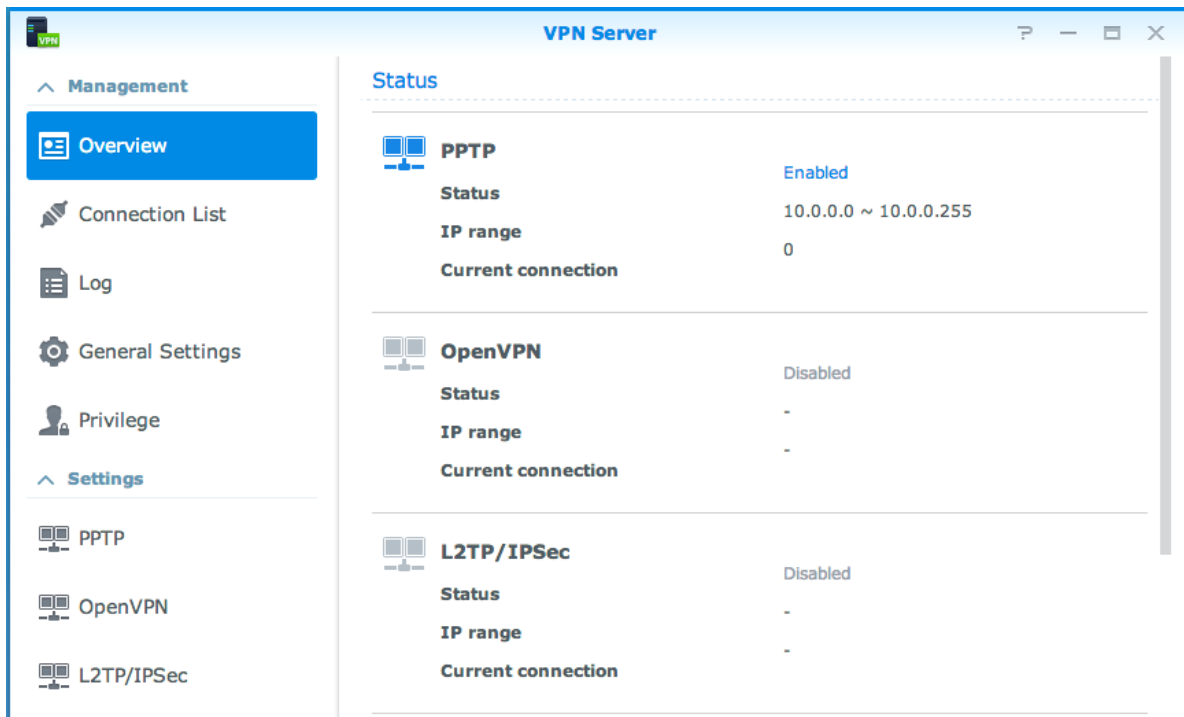 VPN
VPN Server
Management
Overview
Connection List
Log
General Settings
Privilege
Settings
PPTP
OpenVPN
L2TP/IPSec
Status
PPTP
Status
Enabled
IP range
10.0.0.0 ~ 10.0.0.255
Current connection
0
OpenVPN
Status
Disabled
IP range
-
Current connection
-
L2TP/IPSec
Status
Disabled
IP range
-
Current connection
-